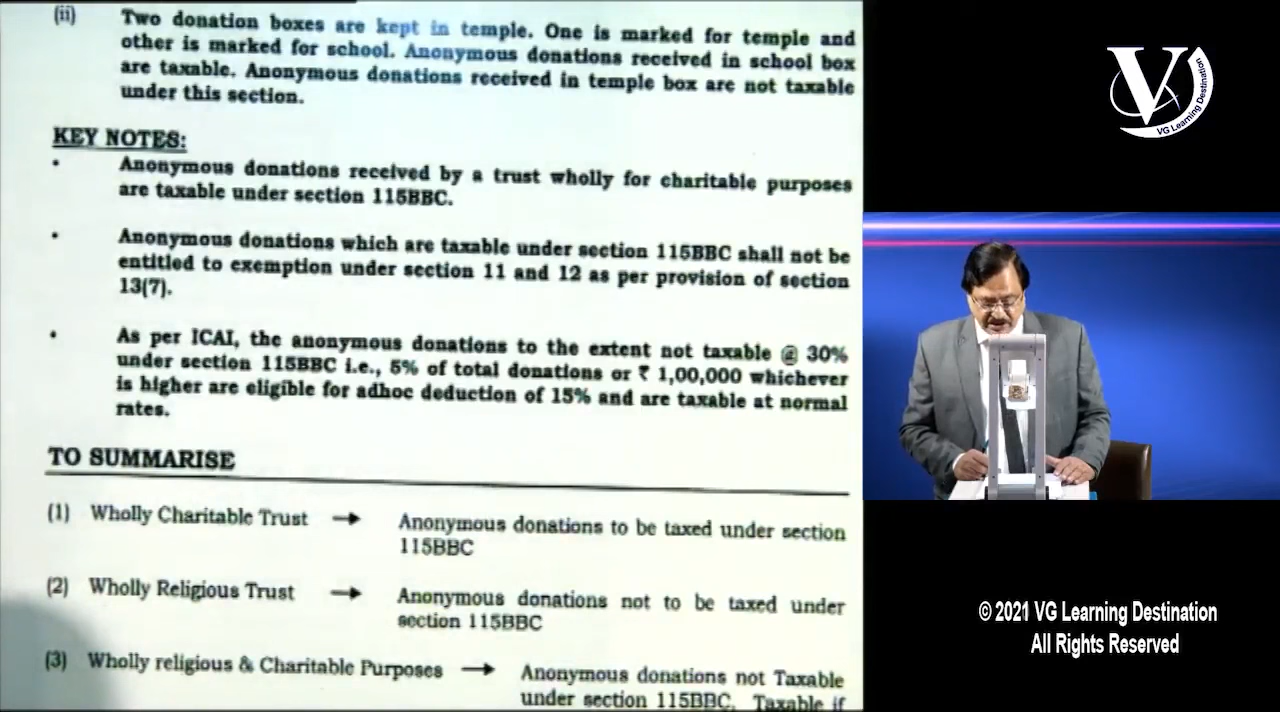 (ii) Two donation boxes are kept in temple. One is marked for temple and
other is marked for school. Anonymous donations received in school box
are taxable. Anonymous donations received in temple box are not taxable
under this section.
KEY NOTES:
• Anonymous donations received by a trust wholly for charitable purposes
are taxable under section 115BBC.
• Anonymous donations which are taxable under section 115BBC shall not be
entitled to exemption under section 11 and 12 as per provision of section
13(7).
• As per ICAI, the anonymous donations to the extent not taxable @ 30%
under section 115BBC i.e., 5% of total donations or ₹ 1,00,000 whichever
is higher are eligible for adhoc deduction of 15% and are taxable at normal
rates.
TO SUMMARISE
(1) Wholly Charitable Trust → Anonymous donations to be taxed under section
115BBC
(2) Wholly Religious Trust → Anonymous donations not to be taxed under
section 115BBC
(3) Wholly religious & Charitable Purposes → Anonymous donations not Taxable
under section 115BBC. Taxable if
V
VG Learning Destination
© 2021 VG Learning Destination
All Rights Reserved